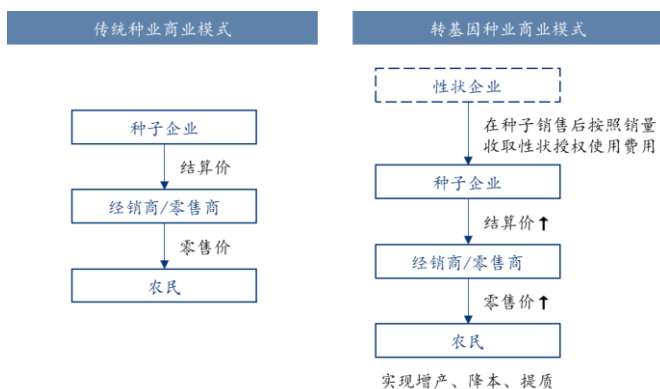 传统种业商业模式
种子企业
结算价
经销商/零售商
零售价
农民
转基因种业商业模式
性状企业
在种子销售后按照销量
收取性状授权使用费用
种子企业
结算价↑
经销商/零售商
零售价↑
农民
实现增产、降本、提质